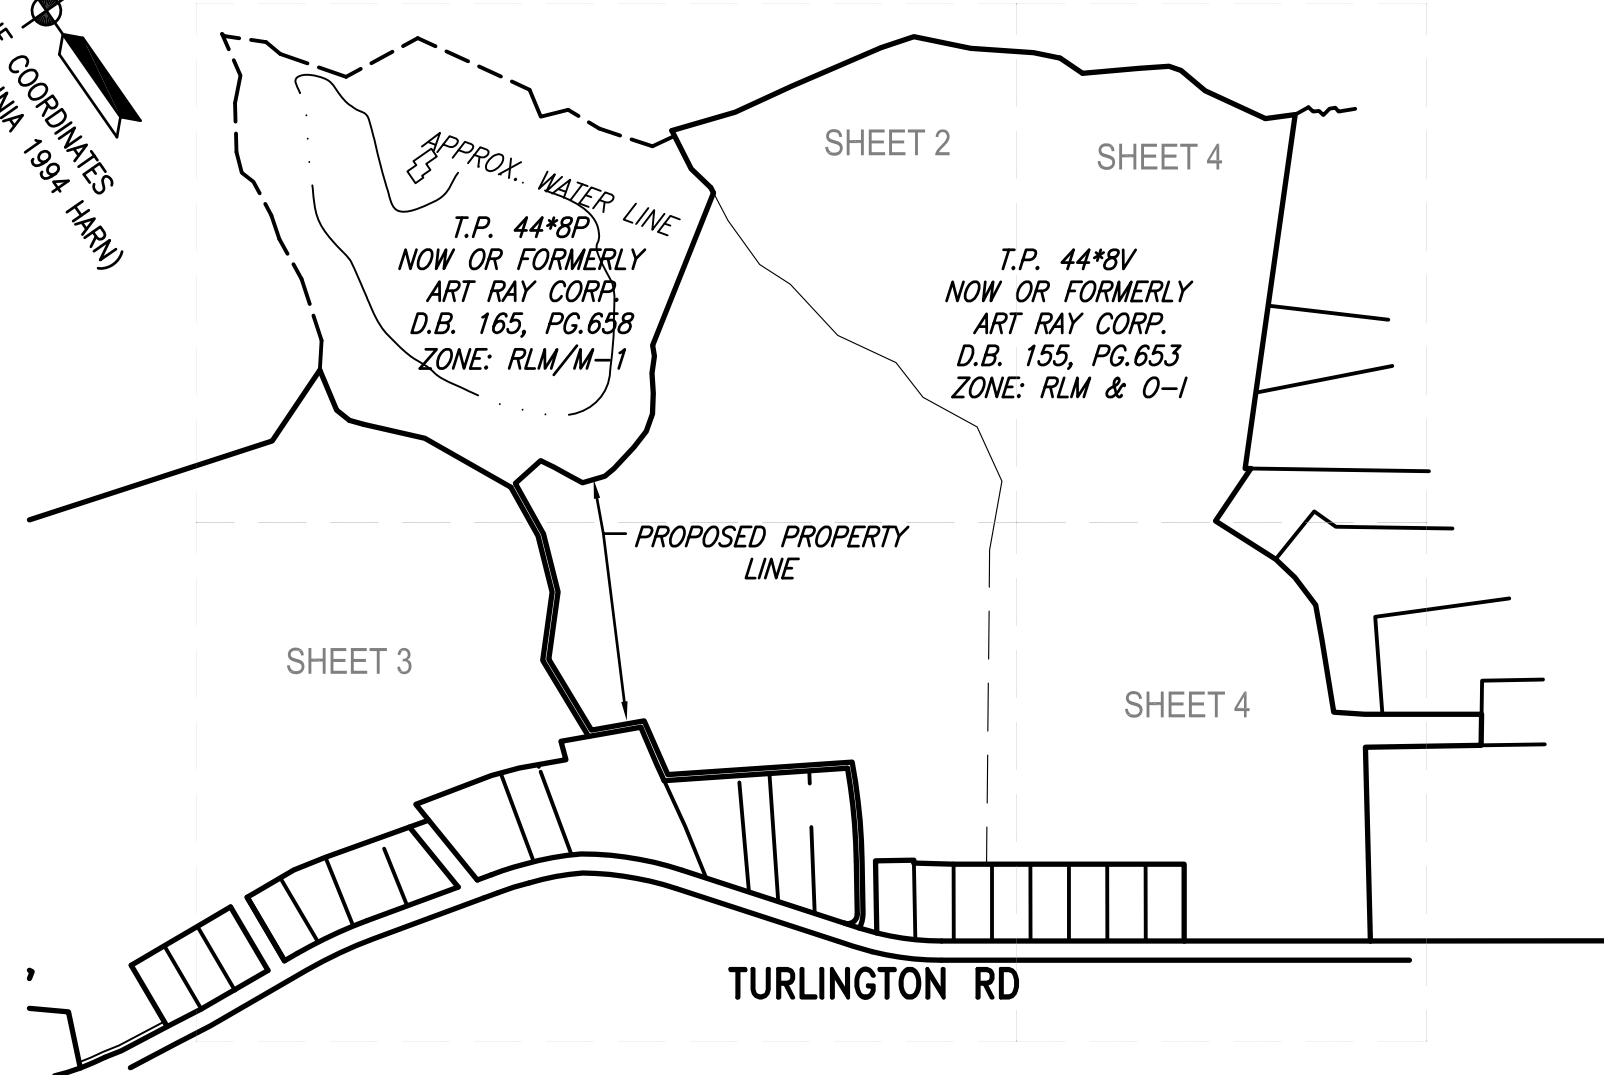 COORDINATES
1994 HARN)
SHEET 2
SHEET 4
APPROX. WATER LINE
T.P. 44*8P
NOW OR FORMERLY
ART RAY CORP.
D.B. 165, PG.658
ZONE: RLM/M-1
T.P. 44*8V
NOW OR FORMERLY
ART RAY CORP.
D.B. 155, PG.653
ZONE: RLM & O-I
PROPOSED PROPERTY
LINE
SHEET 3
SHEET 4
TURLINGTON RD